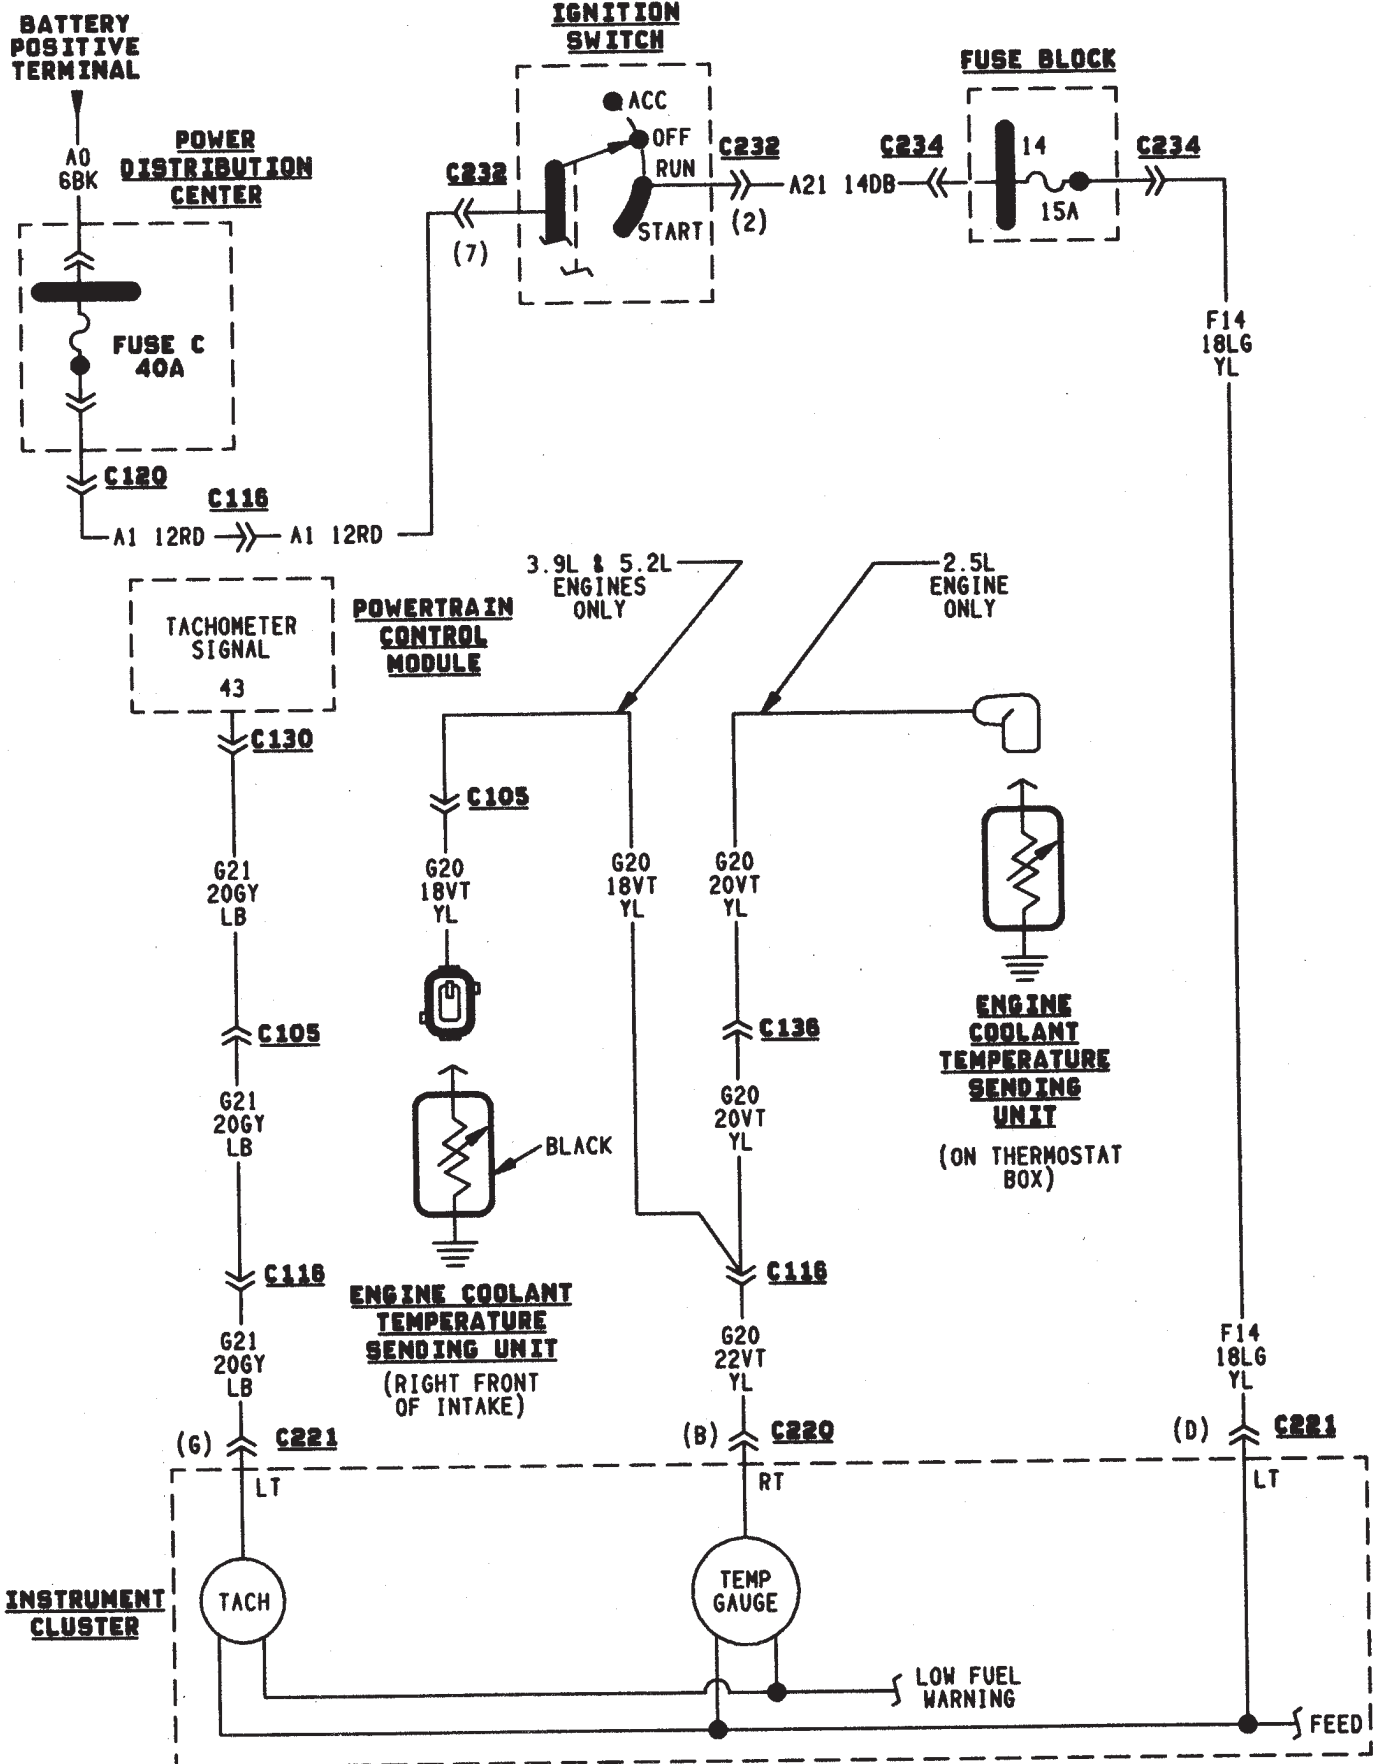 BATTERY
POSITIVE
TERMINAL
A0
6BK
POWER
DISTRIBUTION
CENTER
FUSE C
40A
C120
C116
A1 12RD
A1 12RD
IGNITION
SWITCH
ACC
OFF
RUN
START
C232
(7)
C232
(2)
A21 14DB
C234
FUSE BLOCK
14
15A
C234
F14
18LG
YL
TACHOMETER
SIGNAL
43
POWERTRAIN
CONTROL
MODULE
C130
G21
20GY
LB
C105
G21
20GY
LB
C116
G21
20GY
LB
(G)
C221
LT
3.9L & 5.2L
ENGINES
ONLY
C105
G20
18VT
YL
BLACK
ENGINE COOLANT
TEMPERATURE
SENDING UNIT
(RIGHT FRONT
OF INTAKE)
G20
18VT
YL
2.5L
ENGINE
ONLY
G20
20VT
YL
C136
G20
20VT
YL
C116
G20
22VT
YL
(B)
C220
RT
ENGINE
COOLANT
TEMPERATURE
SENDING
UNIT
(ON THERMOSTAT
BOX)
F14
18LG
YL
(D)
C221
LT
INSTRUMENT
CLUSTER
TACH
TEMP
GAUGE
LOW FUEL
WARNING
FEED